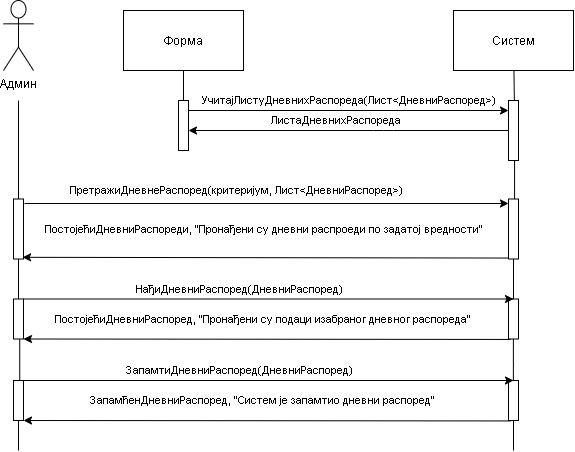 Форма
Систем
Админ
УчитајЛистуДневнихРаспореда(Лист<ДневниРаспоред>)
ЛистаДневнихРаспореда
ПретражиДневнеРаспоред(критеријум, Лист<ДневниРаспоред>)
ПостојећиДневниРаспореди, "Пронађени су дневни распроеди по задатој вредности"
НађиДневниРаспоред(ДневниРаспоред)
ПостојећиДневниРаспоред, "Пронађени су подаци изабраног дневног распореда"
ЗапамтиДневниРаспоред(ДневниРаспоред)
ЗапамћенДневниРаспоред, "Систем је запамтио дневни распоред"